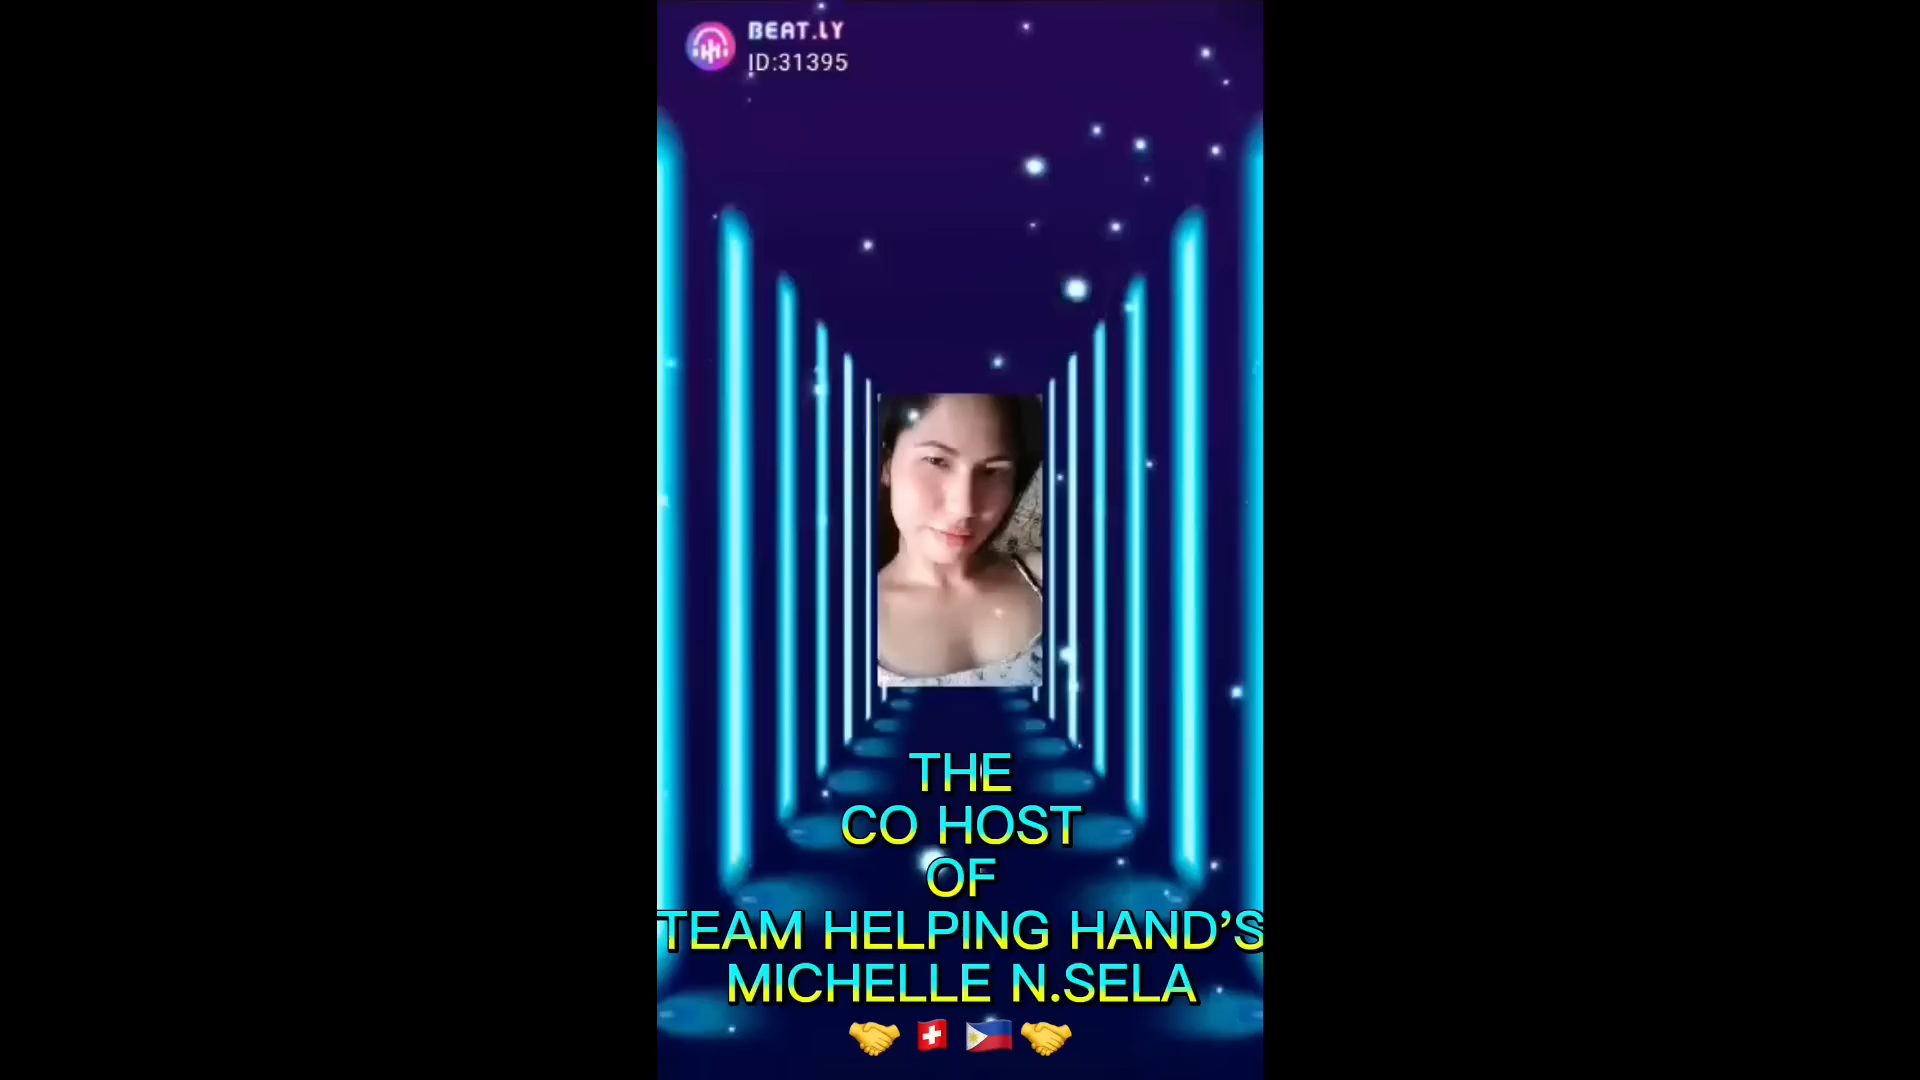 BEAT.LY
ID:31395
THE
CO HOST
OF
TEAM HELPING HAND’S
MICHELLE N.SELA